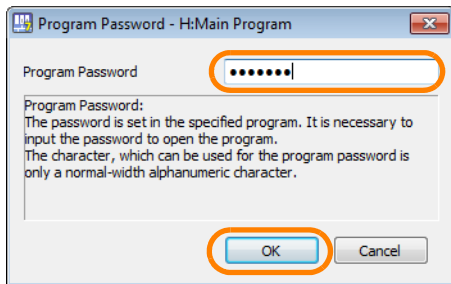 Program Password - H:Main Program
Program Password •••••••
Program Password:
The password is set in the specified program. It is necessary to
input the password to open the program.
The character, which can be used for the program password is
only a normal-width alphanumeric character.
OK Cancel